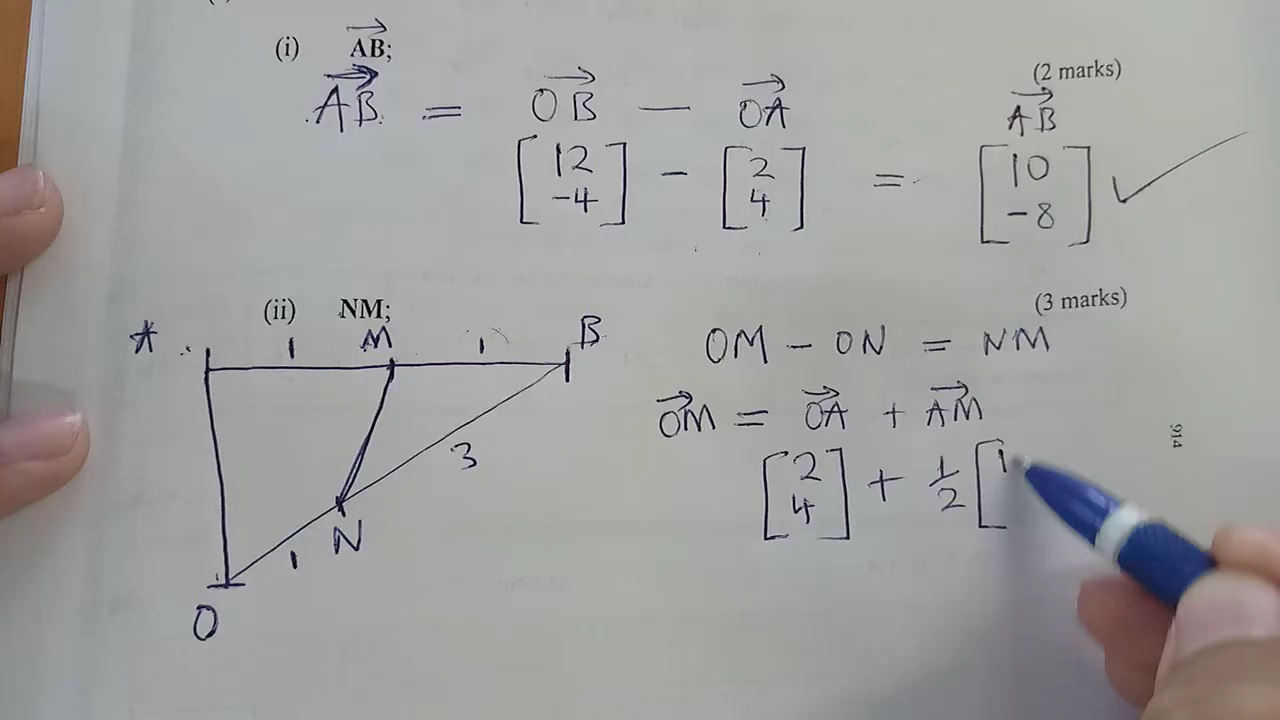 (i) AB;
(2 marks)
AB = OB — OA AB
[12 -4] - [2 4] = [10 -8]
(ii) NM;
(3 marks)
A 1 M 1 B
OM - ON = NM
OM = OA + AM
3
[2 4] + 1/2 [1
N
1
O
914